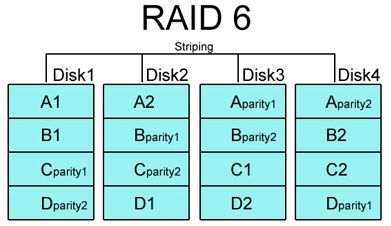 RAID 6
Striping
Disk1 Disk2 Disk3 Disk4
A1 A2 Aparity1 Aparity2
B1 Bparity1 Bparity2 B2
Cparity1 Cparity2 C1 C2
Dparity2 D1 D2 Dparity1